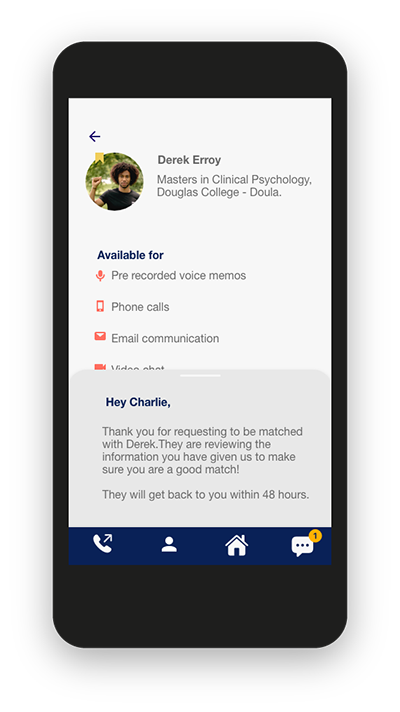 Derek Erroy
Masters in Clinical Psychology,
Douglas College - Doula.
Available for
Pre recorded voice memos
Phone calls
Email communication
Video chat
Hey Charlie,
Thank you for requesting to be matched
with Derek.They are reviewing the
information you have given us to make
sure you are a good match!
They will get back to you within 48 hours.
1